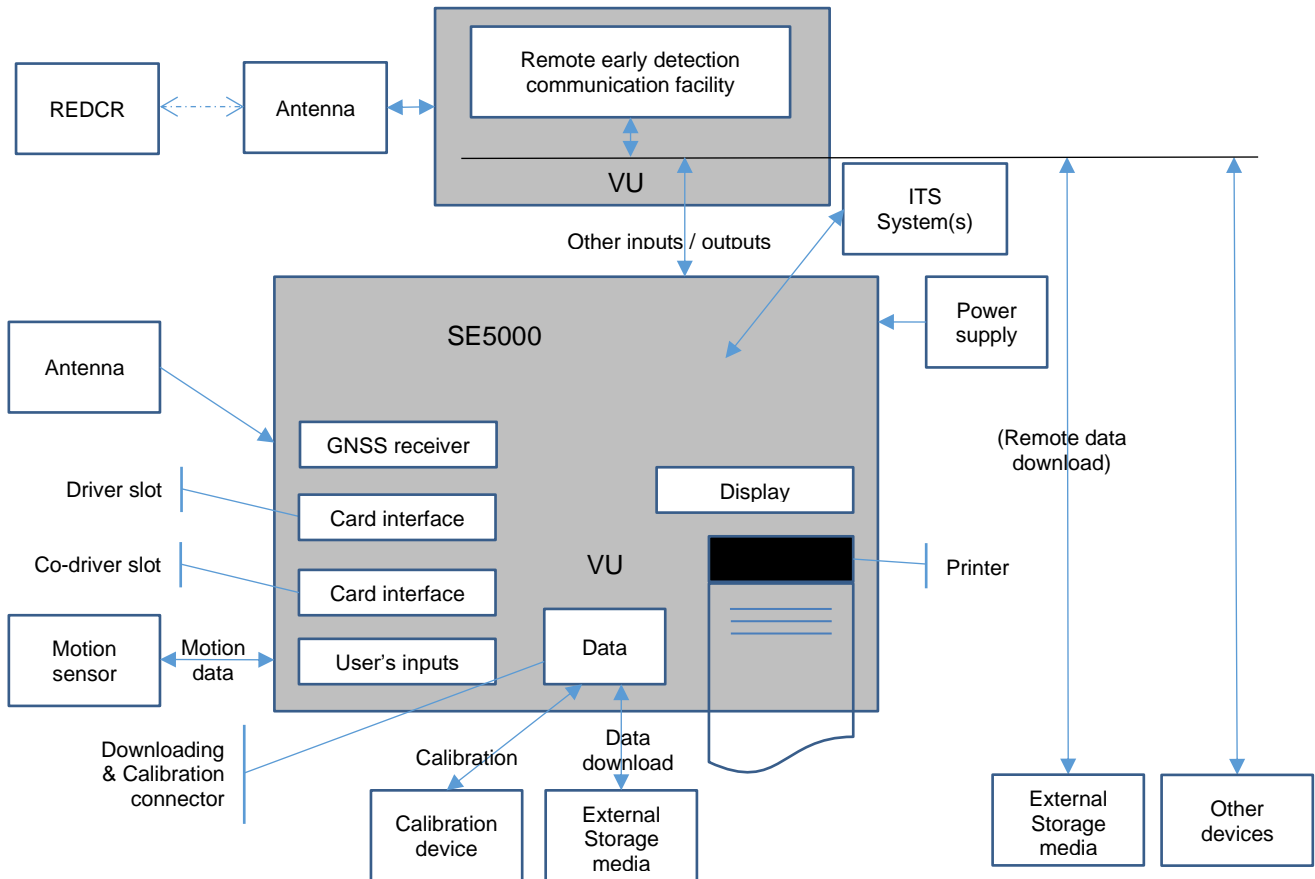 Remote early detection
communication facility
REDCR
Antenna
VU
ITS
System(s)
Other inputs / outputs
Power
supply
SE5000
Antenna
GNSS receiver
(Remote data
download)
Driver slot
Display
Card interface
Co-driver slot
VU
Printer
Card interface
Motion
sensor
Motion
data
User's inputs
Data
Downloading
& Calibration
connector
Calibration
Data
download
Calibration
device
External
Storage
media
External
Storage
media
Other
devices